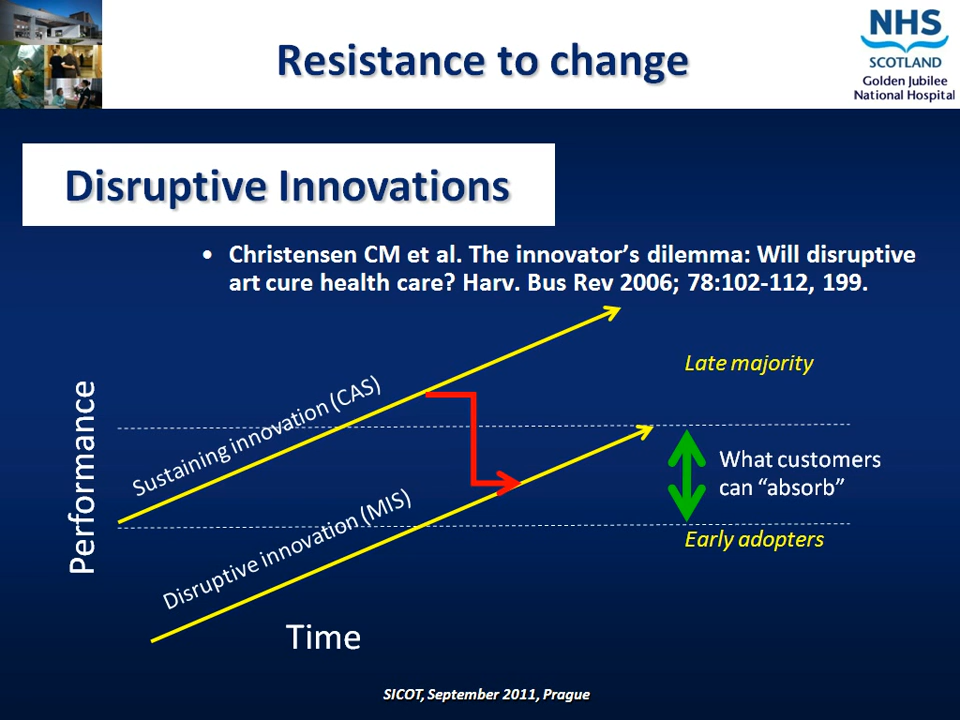 Resistance to change
NHS
SCOTLAND
Golden Jubilee
National Hospital
Disruptive Innovations
• Christensen CM et al. The innovator’s dilemma: Will disruptive
art cure health care? Harv. Bus Rev 2006; 78:102-112, 199.
Late majority
Performance
Sustaining innovation (CAS)
What customers
can “absorb”
Disruptive innovation (MIS)
Early adopters
Time
SICOT, September 2011, Prague